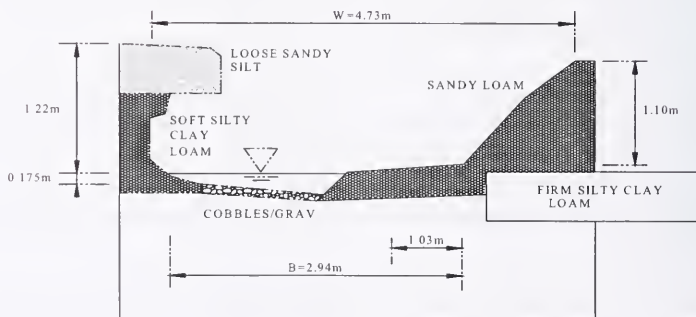 W=4.73m
LOOSE SANDY
SILT
SANDY LOAM
1 22m
SOFT SILTY
CLAY
LOAM
1.10m
0 175m
FIRM SILTY CLAY
LOAM
COBBLES/GRAV
1 03m
B=2.94m